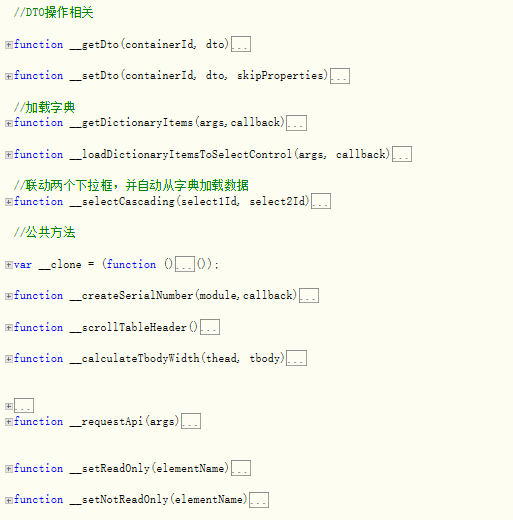 //DTO操作相关
function __getDto(containerId, dto)...
function __setDto(containerId, dto, skipProperties)...
//加载字典
function __getDictionaryItems(args,callback)...
function __loadDictionaryItemsToSelectControl(args, callback)...
//联动两个下拉框，并自动从字典加载数据
function __selectCascading(select1Id, select2Id)...
//公共方法
var __clone = (function ()...());
function __createSerialNumber(module,callback)...
function __scrollTableHeader()...
function __calculateTbodyWidth(thead, tbody)...
...
function __requestApi(args)...
function __setReadOnly(elementName)...
function __setNotReadOnly(elementName)...